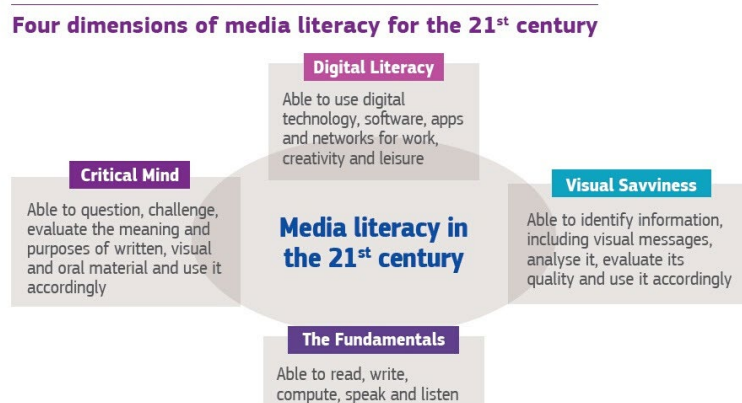 Four dimensions of media literacy for the 21st century
Digital Literacy
Able to use digital
technology, software, apps
and networks for work,
creativity and leisure
Critical Mind
Able to question, challenge,
evaluate the meaning and
purposes of written, visual
and oral material and use it
accordingly
Media literacy in
the 21st century
Visual Savviness
Able to identify information,
including visual messages,
analyse it, evaluate its
quality and use it accordingly
The Fundamentals
Able to read, write,
compute, speak and listen